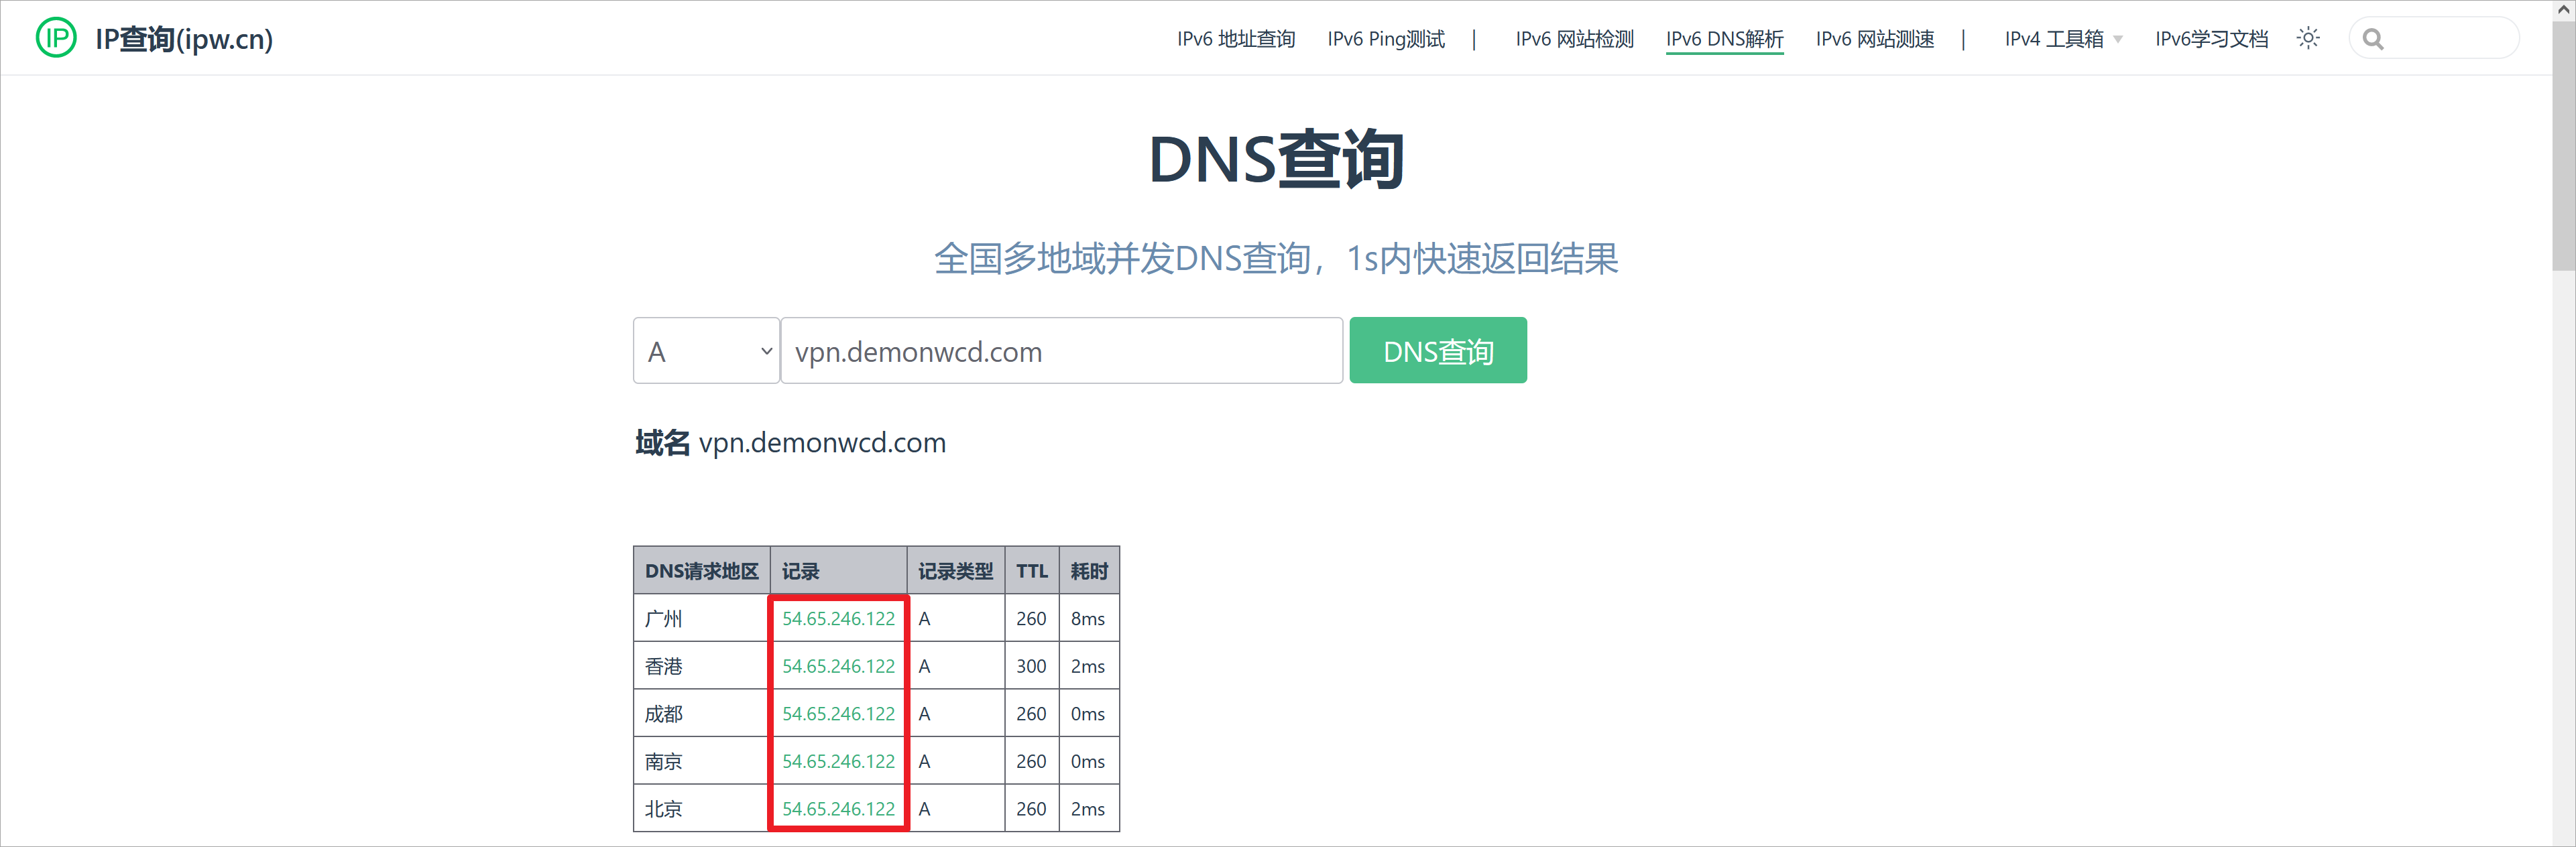 IP IP查询(ipw.cn) IPv6 地址查询 IPv6 Ping测试 | IPv6 网站检测 IPv6 DNS解析 IPv6 网站测速 | IPv4 工具箱 IPv6学习文档
DNS查询
全国多地域并发DNS查询，1s内快速返回结果
A vpn.demonwcd.com DNS查询
域名 vpn.demonwcd.com
DNS请求地区 记录 记录类型 TTL 耗时
广州 54.65.246.122 A 260 8ms
香港 54.65.246.122 A 300 2ms
成都 54.65.246.122 A 260 0ms
南京 54.65.246.122 A 260 0ms
北京 54.65.246.122 A 260 2ms